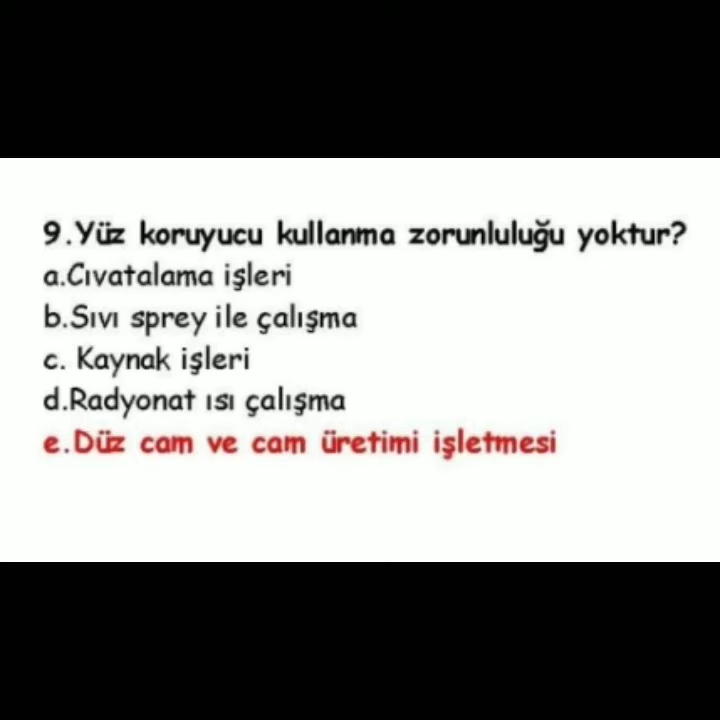 9.Yüz koruyucu kullanma zorunluluğu yoktur?
a.Cıvatalama işleri
b.Sıvı sprey ile çalışma
c. Kaynak işleri
d.Radyonat ısı çalışma
e.Düz cam ve cam üretimi işletmesi